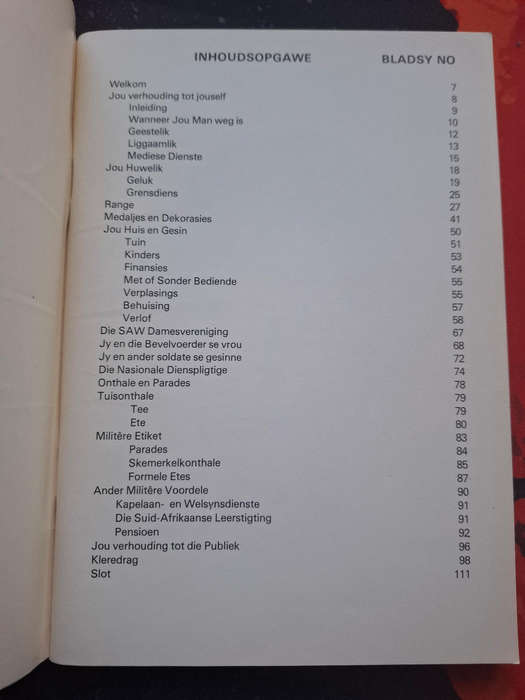 INHOUDSOPGAWE BLADSY NO
Welkom 7
Jou verhouding tot jouself 8
Inleiding 9
Wanneer Jou Man weg is 10
Geestelik 12
Liggaamlik 13
Mediese Dienste 15
Jou Huwelik 18
Geluk 19
Grensdiens 25
Range 27
Medaljes en Dekorasies 41
Jou Huis en Gesin 50
Tuin 51
Kinders 53
Finansies 54
Met of Sonder Bediende 55
Verplasings 55
Behuising 57
Verlof 58
Die SAW Damesvereniging 67
Jy en die Bevelvoerder se vrou 68
Jy en ander soldate se gesinne 72
Die Nasionale Dienspligtige 74
Onthale en Parades 78
Tuisonthale 79
Tee 79
Ete 80
Militêre Etiket 83
Parades 84
Skemerkelkonthale 85
Formele Etes 87
Ander Militêre Voordele 90
Kapelaan- en Welsynsdienste 91
Die Suid-Afrikaanse Leerstigting 91
Pensioen 92
Jou verhouding tot die Publiek 96
Kleredrag 98
Slot 111